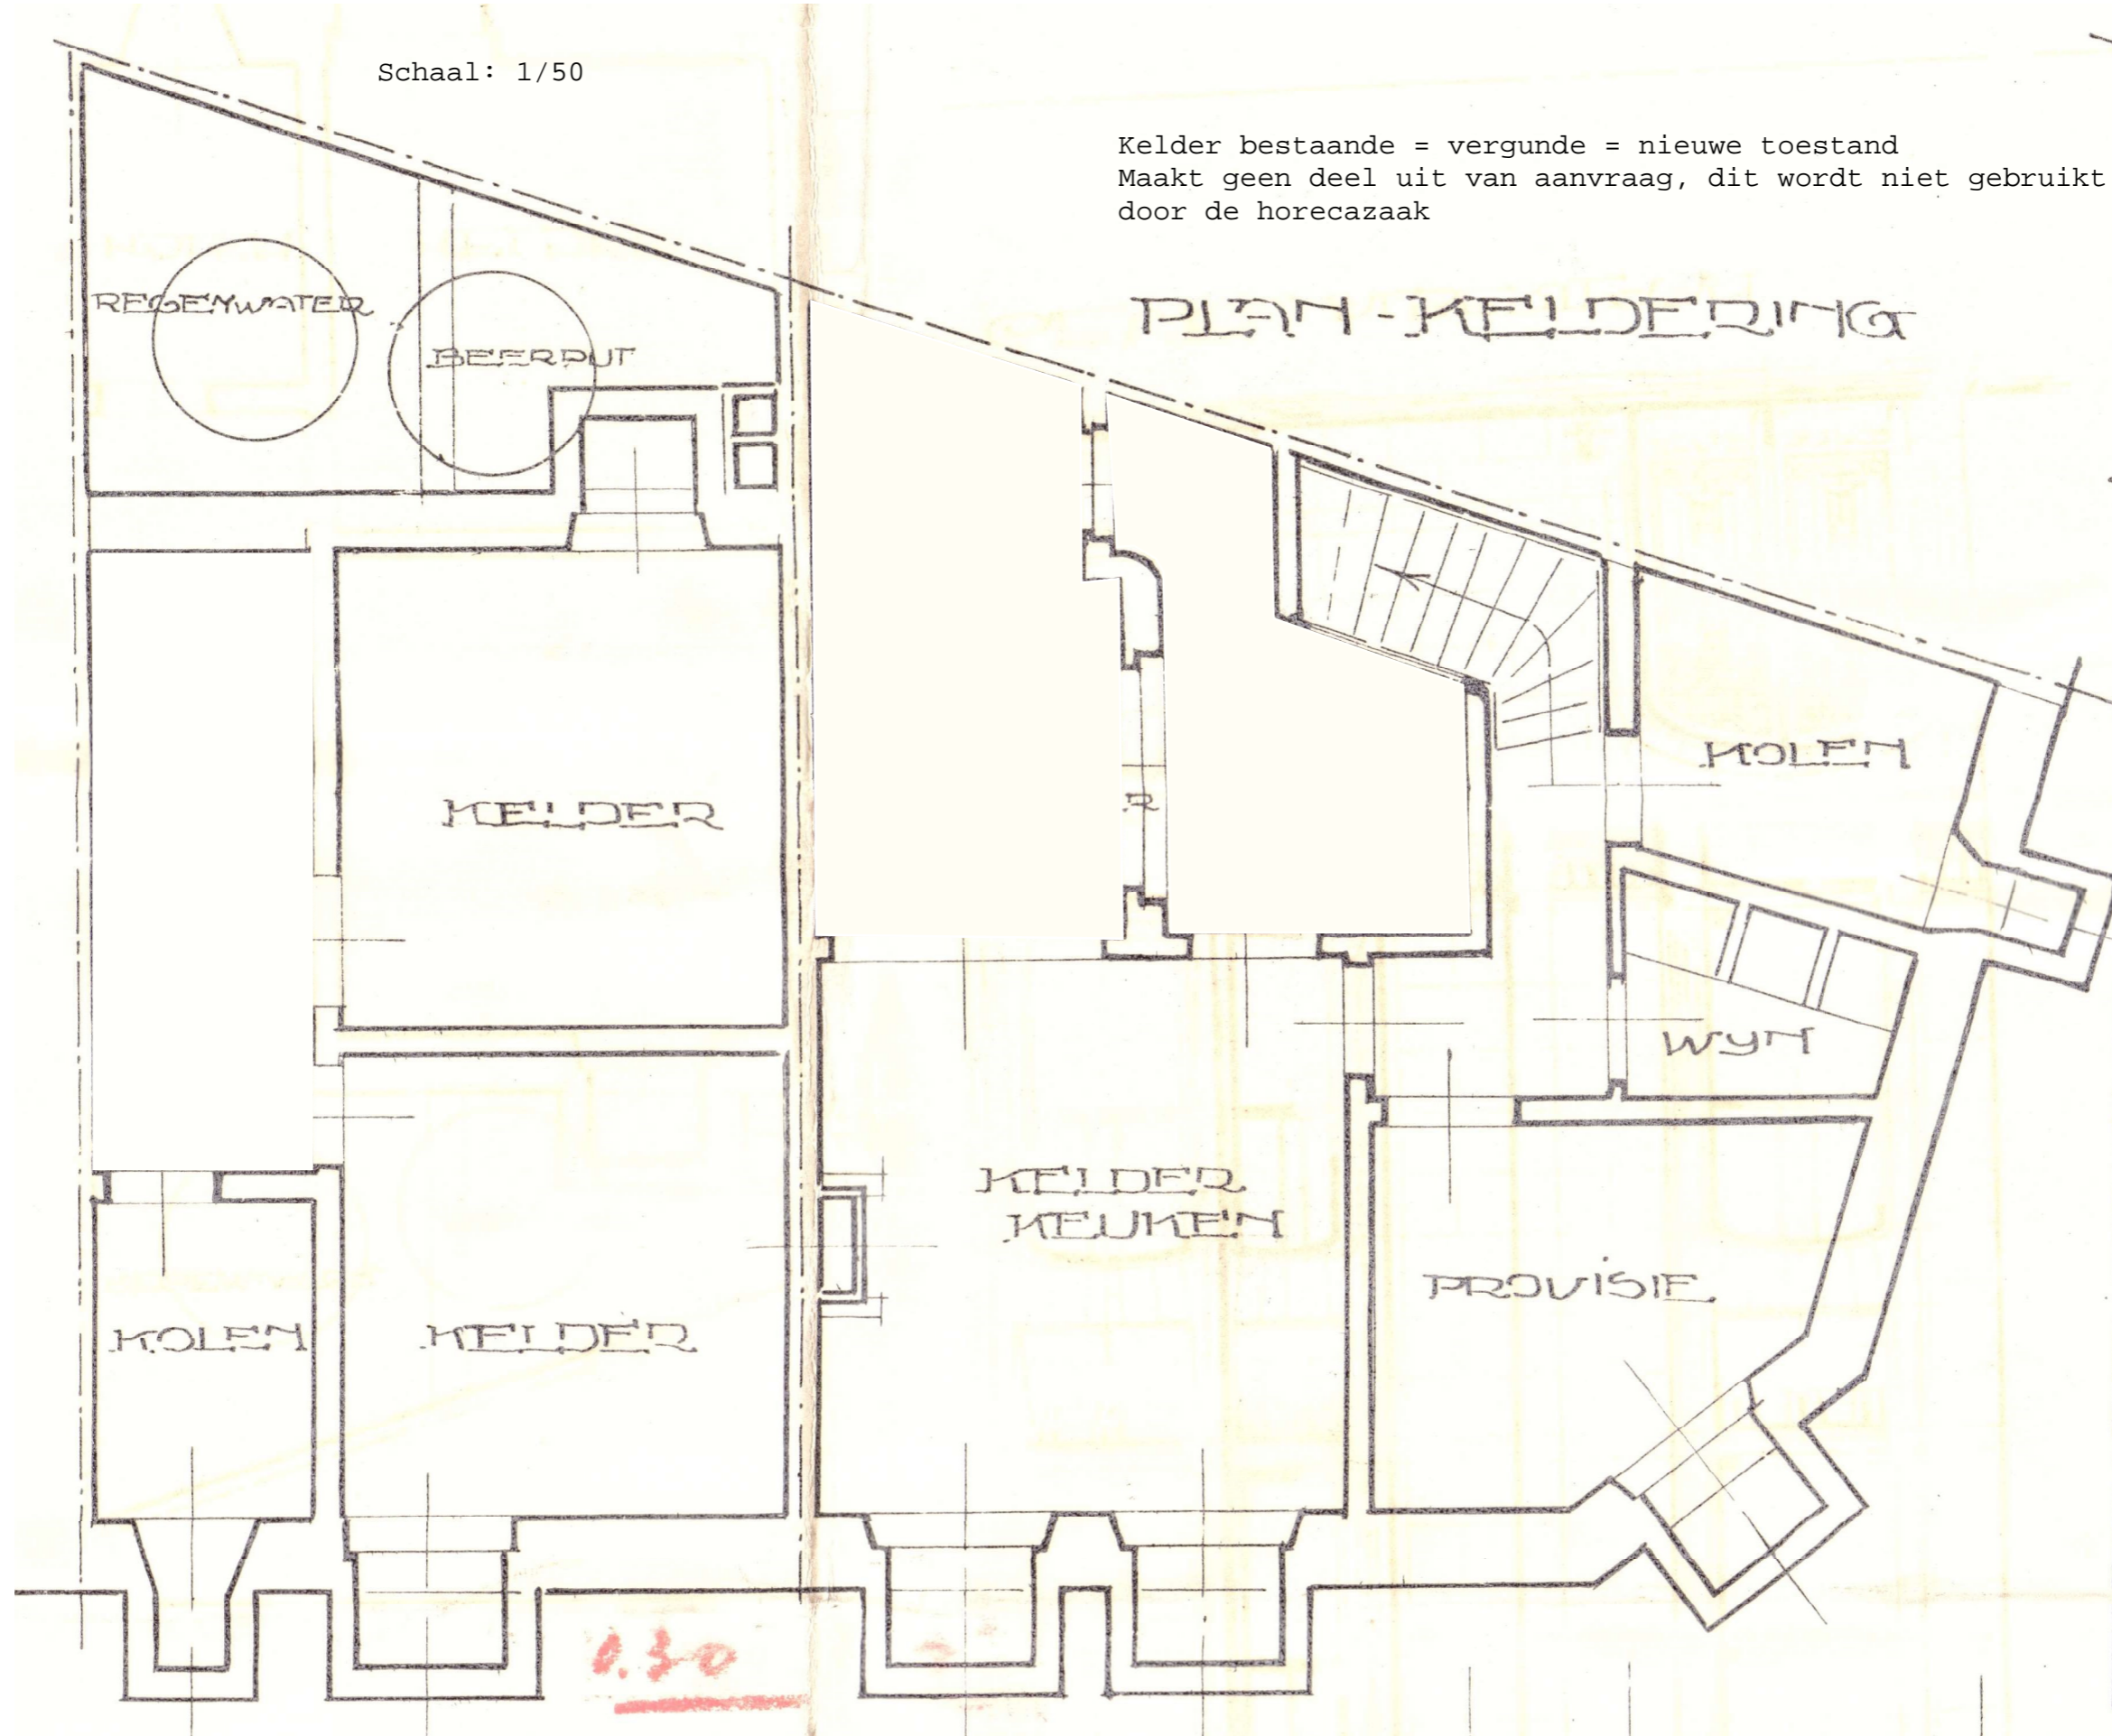 Schaal: 1/50
Kelder bestaande = vergunde = nieuwe toestand
Maakt geen deel uit van aanvraag, dit wordt niet gebruikt
door de horecazaak
PLAN-KELDERING
REGENWATER
BEERPUT
KOLEN
KELDER
R
WYN
KELDER
KEUKEN
PROVISIE
KOLEN
KELDER
0.30